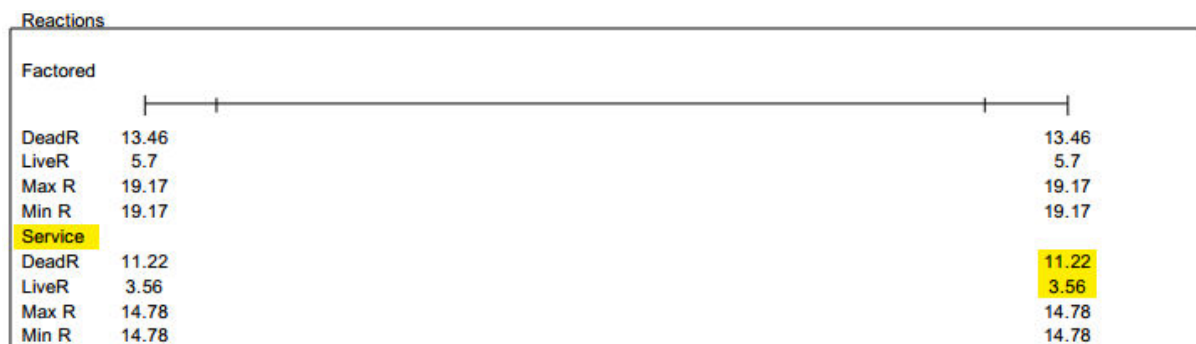 Reactions
Factored
DeadR 13.46 13.46
LiveR 5.7 5.7
Max R 19.17 19.17
Min R 19.17 19.17
Service
DeadR 11.22 11.22
LiveR 3.56 3.56
Max R 14.78 14.78
Min R 14.78 14.78